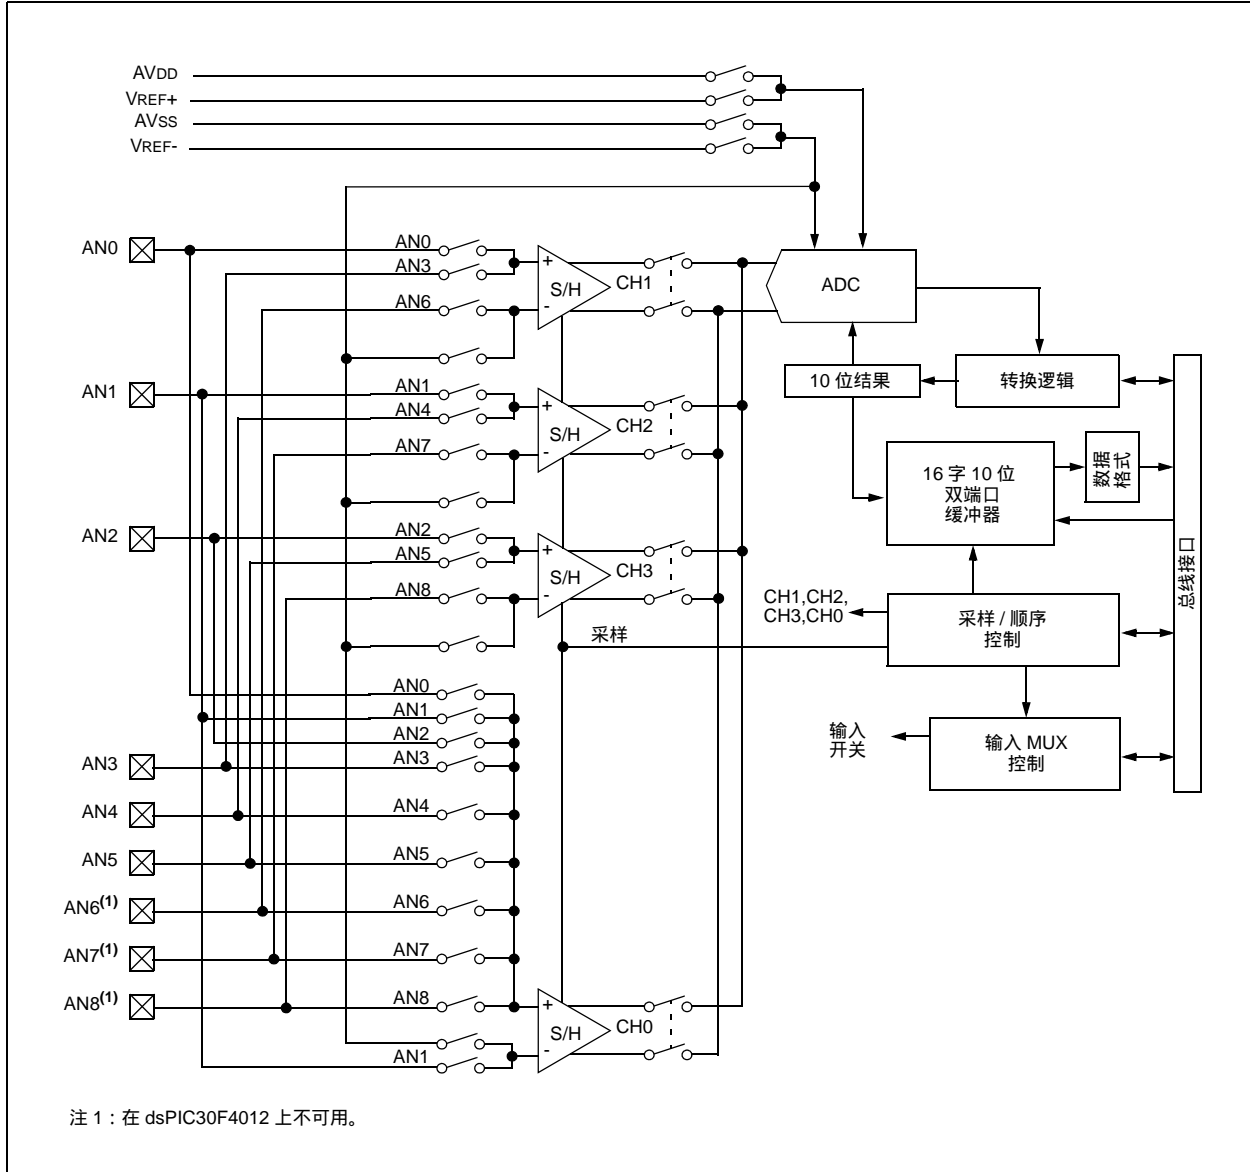 AVDD
VREF+
AVSS
VREF-
AN0
AN0
AN3
AN6
+
S/H
-
CH1
ADC
AN1
AN1
AN4
AN7
+
S/H
-
CH2
10 位结果
转换逻辑
16 字 10 位
双端口
缓冲器
数据
格式
AN2
AN2
AN5
AN8
+
S/H
-
CH3
总线接口
CH1,CH2,
CH3,CH0
采样 / 顺序
控制
采样
AN0
AN1
AN2
AN3
AN3
输入
开关
输入 MUX
控制
AN4
AN4
AN5
AN5
AN6(1)
AN6
AN7(1)
AN7
AN8(1)
AN8
AN1
+
S/H
-
CH0
注 1：在 dsPIC30F4012 上不可用。